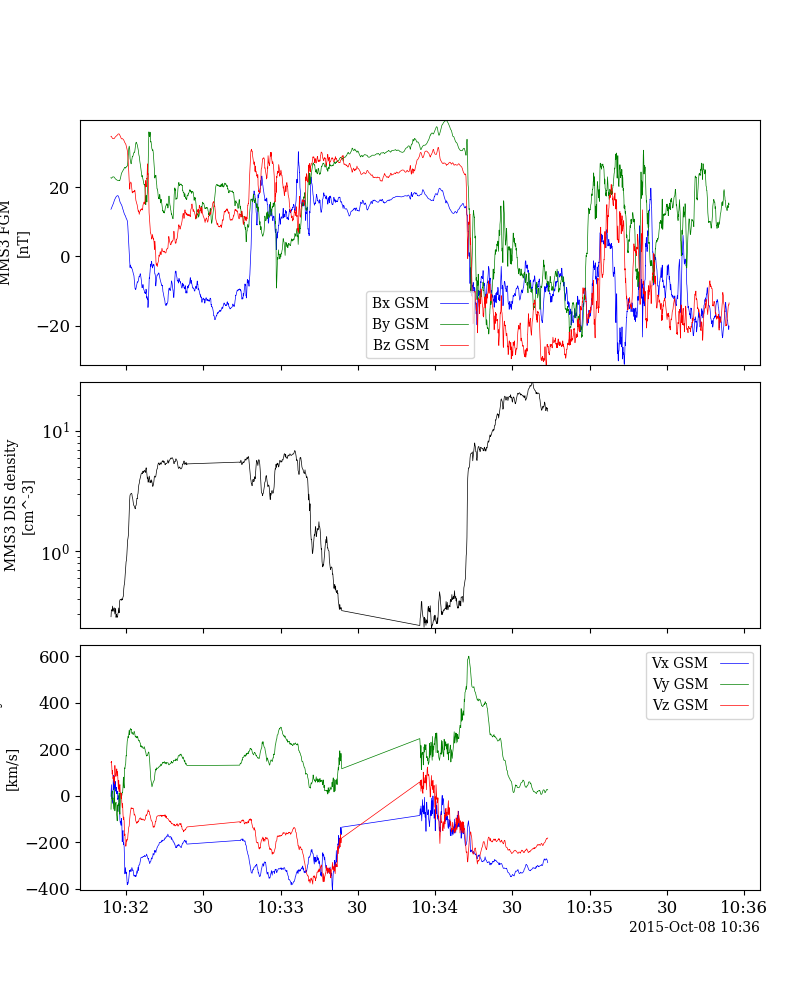 MMS3 FGM
[nT]
20
0
−20
Bx GSM
By GSM
Bz GSM
MMS3 DIS density
[cm^-3]
10^1
10^0
[km/s]
600
400
200
0
−200
−400
Vx GSM
Vy GSM
Vz GSM
10:32 30 10:33 30 10:34 30 10:35 30 10:36
2015-Oct-08 10:36